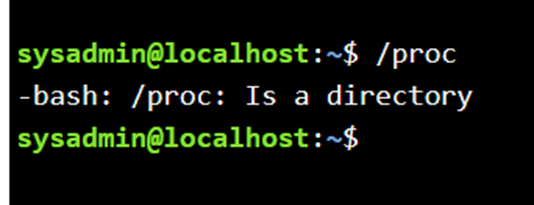 sysadmin@localhost:~$ /proc
-bash: /proc: Is a directory
sysadmin@localhost:~$